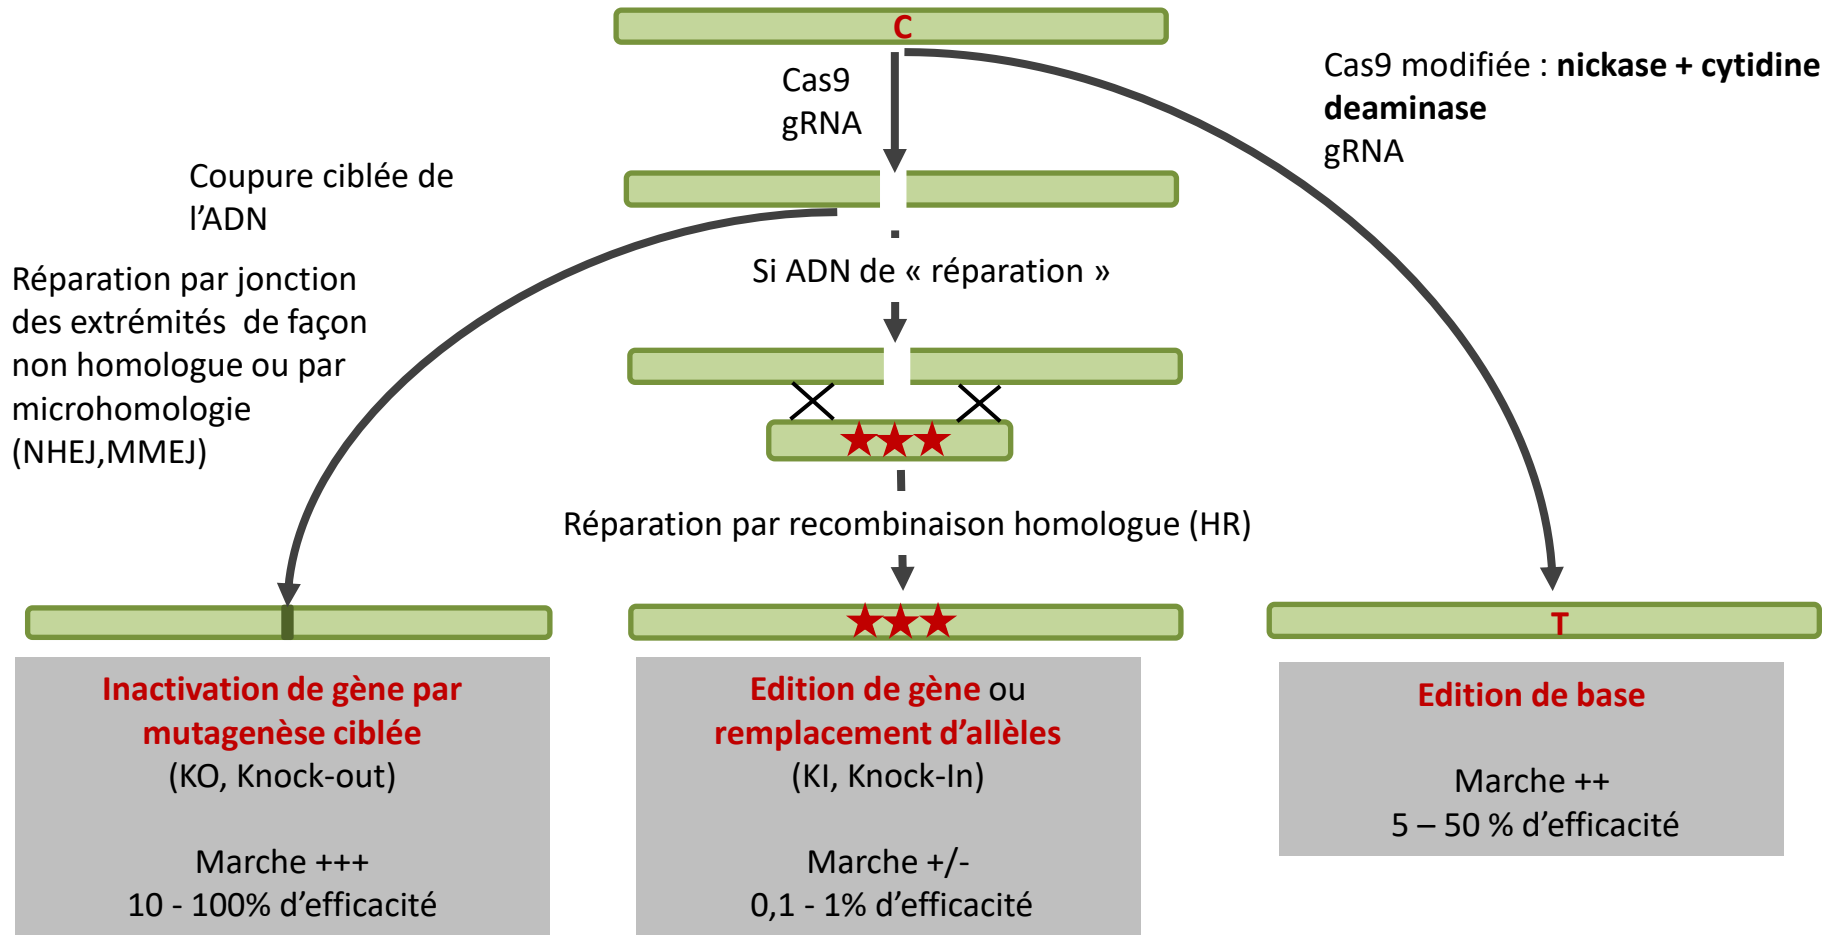 C
Cas9
gRNA
Cas9 modifiée : nickase + cytidine
deaminase
gRNA
Coupure ciblée de
l’ADN
Réparation par jonction
des extrémités  de façon
non homologue ou par
microhomologie
(NHEJ,MMEJ)
Si ADN de « réparation »
Réparation par recombinaison homologue (HR)
T
Inactivation de gène par
mutagenèse ciblée
(KO, Knock-out)
Marche +++
10 - 100% d’efficacité
Edition de gène ou
remplacement d’allèles
(KI, Knock-In)
Marche +/-
0,1 - 1% d’efficacité
Edition de base
Marche ++
5 – 50 % d’efficacité